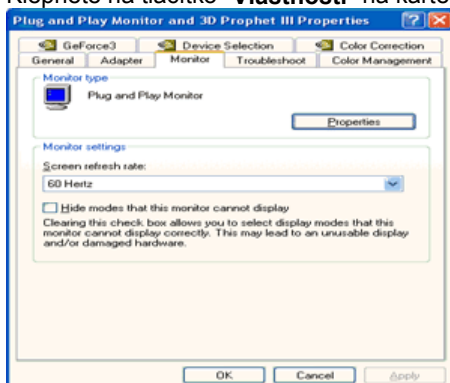 Klepněte na tlačítko "Vlastnosti" na kartě
Plug and Play Monitor and 3D Prophet III Properties
GeForce3 Device Selection Color Correction
General Adapter Monitor Troubleshoot Color Management
Monitor type
Plug and Play Monitor
Properties
Monitor settings
Screen refresh rate:
60 Hertz
Hide modes that this monitor cannot display
Clearing this check box allows you to select display modes that this
monitor cannot display correctly. This may lead to an unusable display
and/or damaged hardware.
OK Cancel Apply